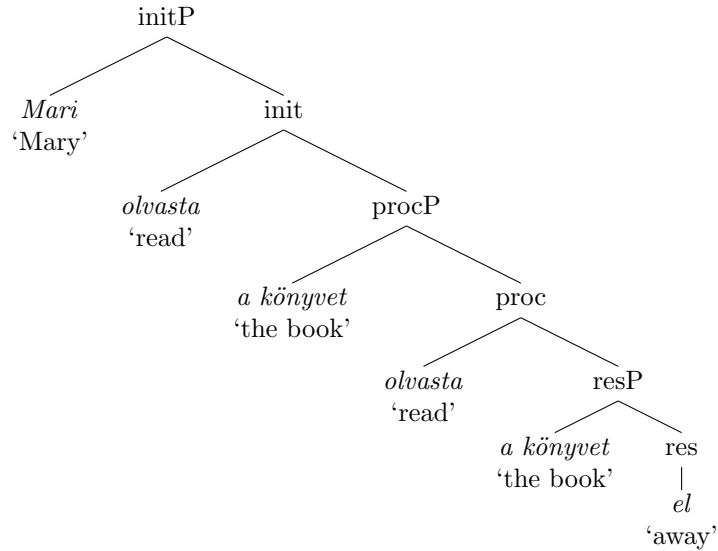 initP
Mari
‘Mary’
init
olvasta
‘read’
procP
a könyvet
‘the book’
proc
olvasta
‘read’
resP
a könyvet
‘the book’
res
el
‘away’